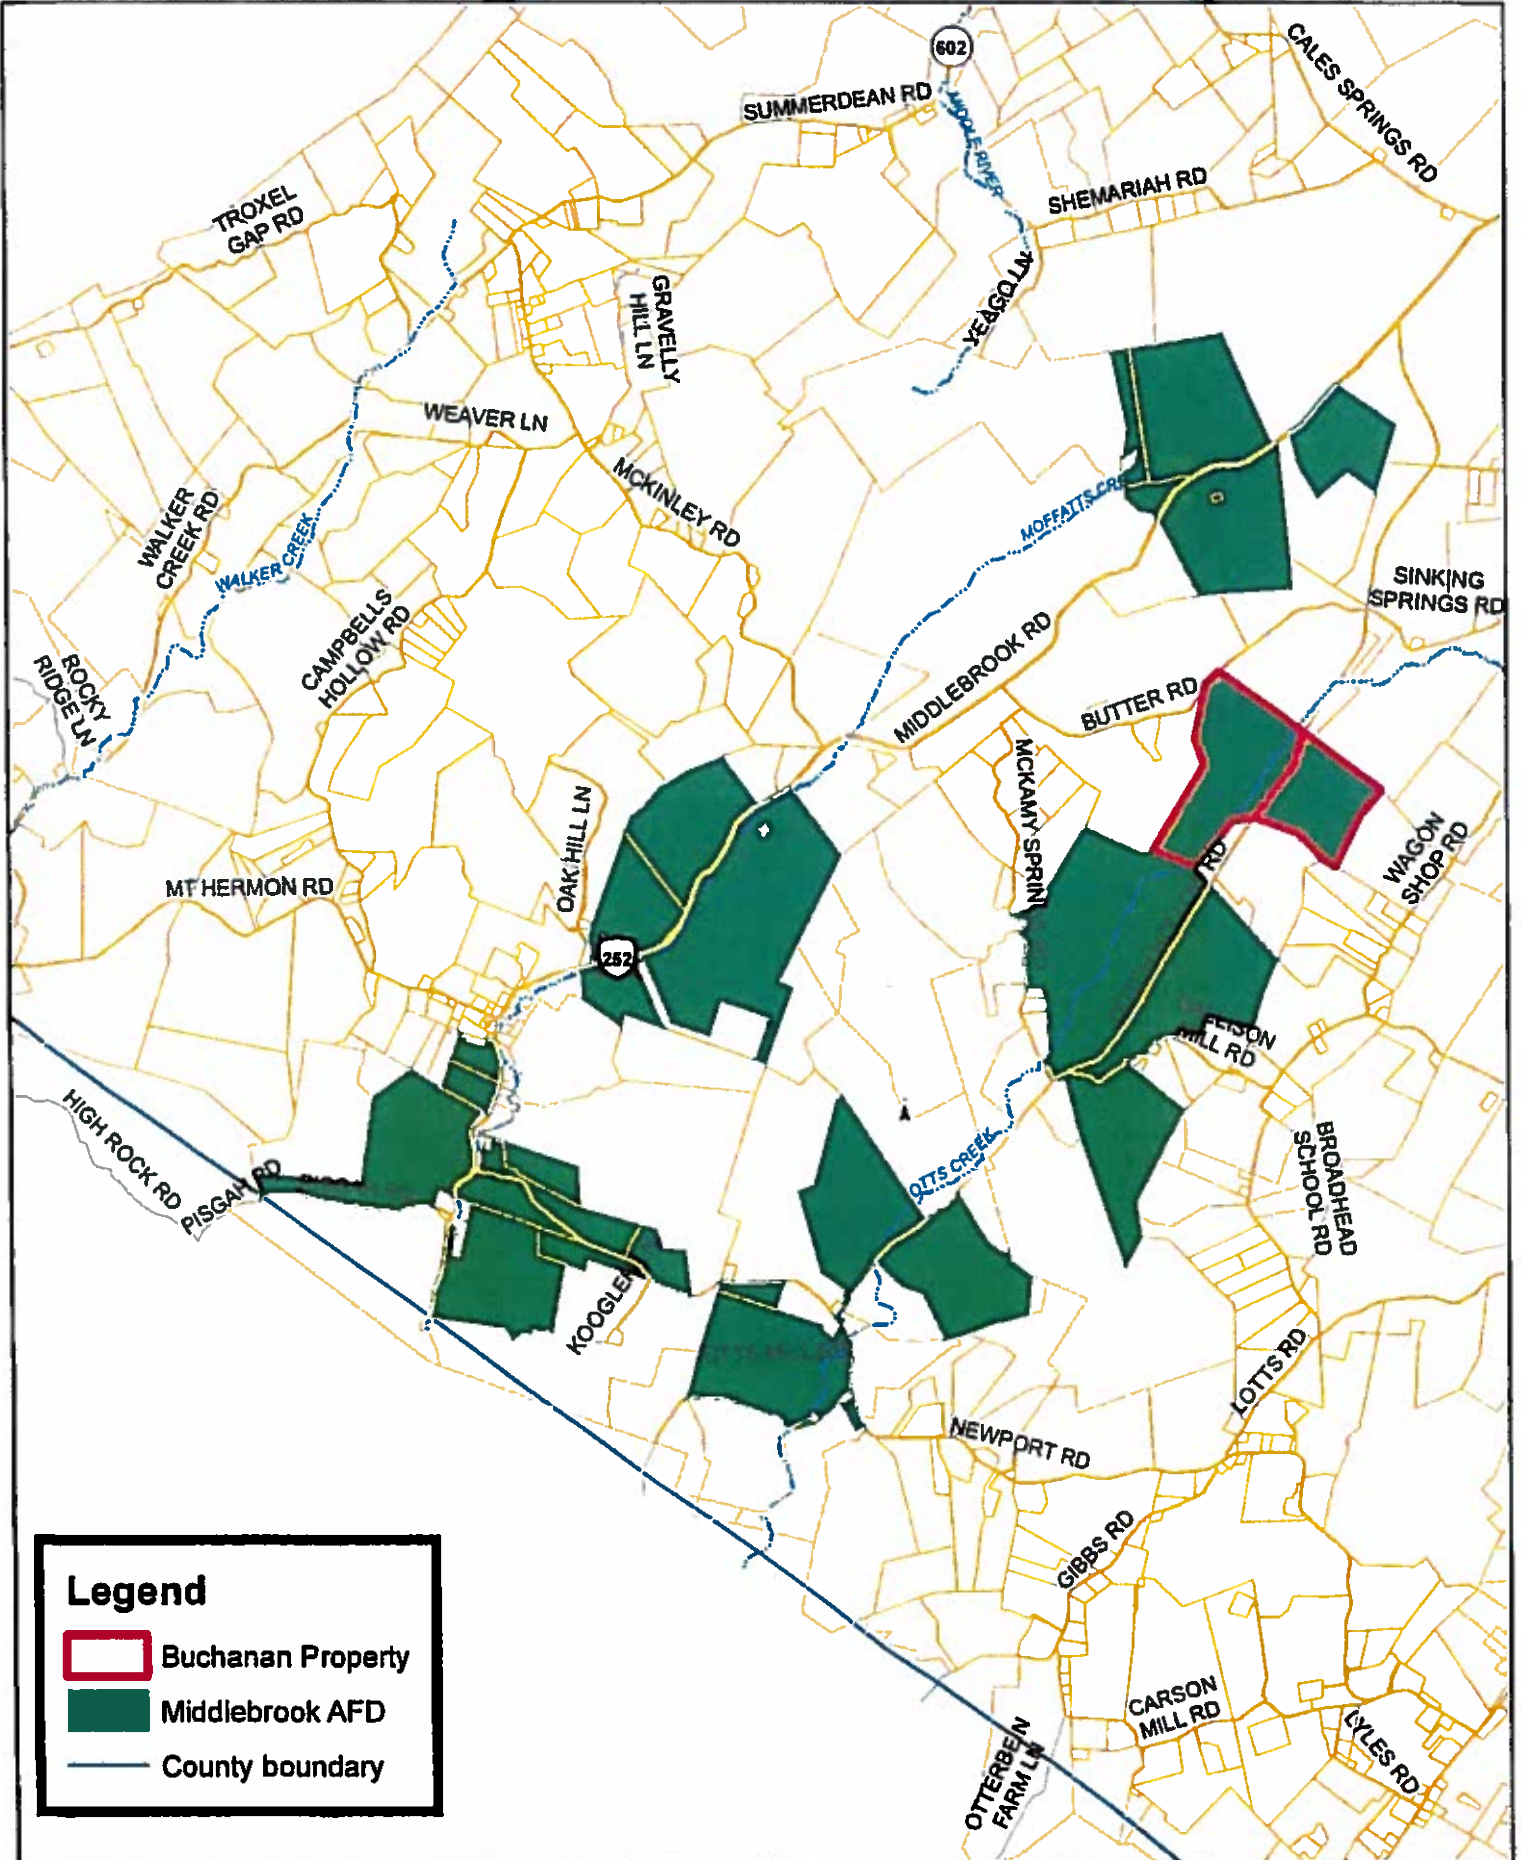 602
CALES SPRINGS RD
SUMMERDEAN RD
MIDDLE RIVER
SHEMARIAH RD
TROXEL
GAP RD
YEAGO LN
GRAVELLY
HILL LN
WEAVER LN
MCKINLEY RD
WALKER
CREEK RD
WALKER CREEK
MOFFATTS CRE
SINKING
SPRINGS RD
CAMPBELLS
HOLLOW RD
ROCKY
RIDGE LN
MIDDLEBROOK RD
BUTTER RD
MCKAMY SPRIN
OAK HILL LN
WAGON
SHOP RD
RD
MT HERMON RD
252
MILL RD
HIGH ROCK RD
PISGAH RD
OTTS CREEK
BROADHEAD
SCHOOL RD
KOOGLER
LOTTS RD
NEWPORT RD
GIBBS RD
Legend
Buchanan Property
Middlebrook AFD
County boundary
CARSON
MILL RD
LYLES RD
OTTERBEIN
FARM LN